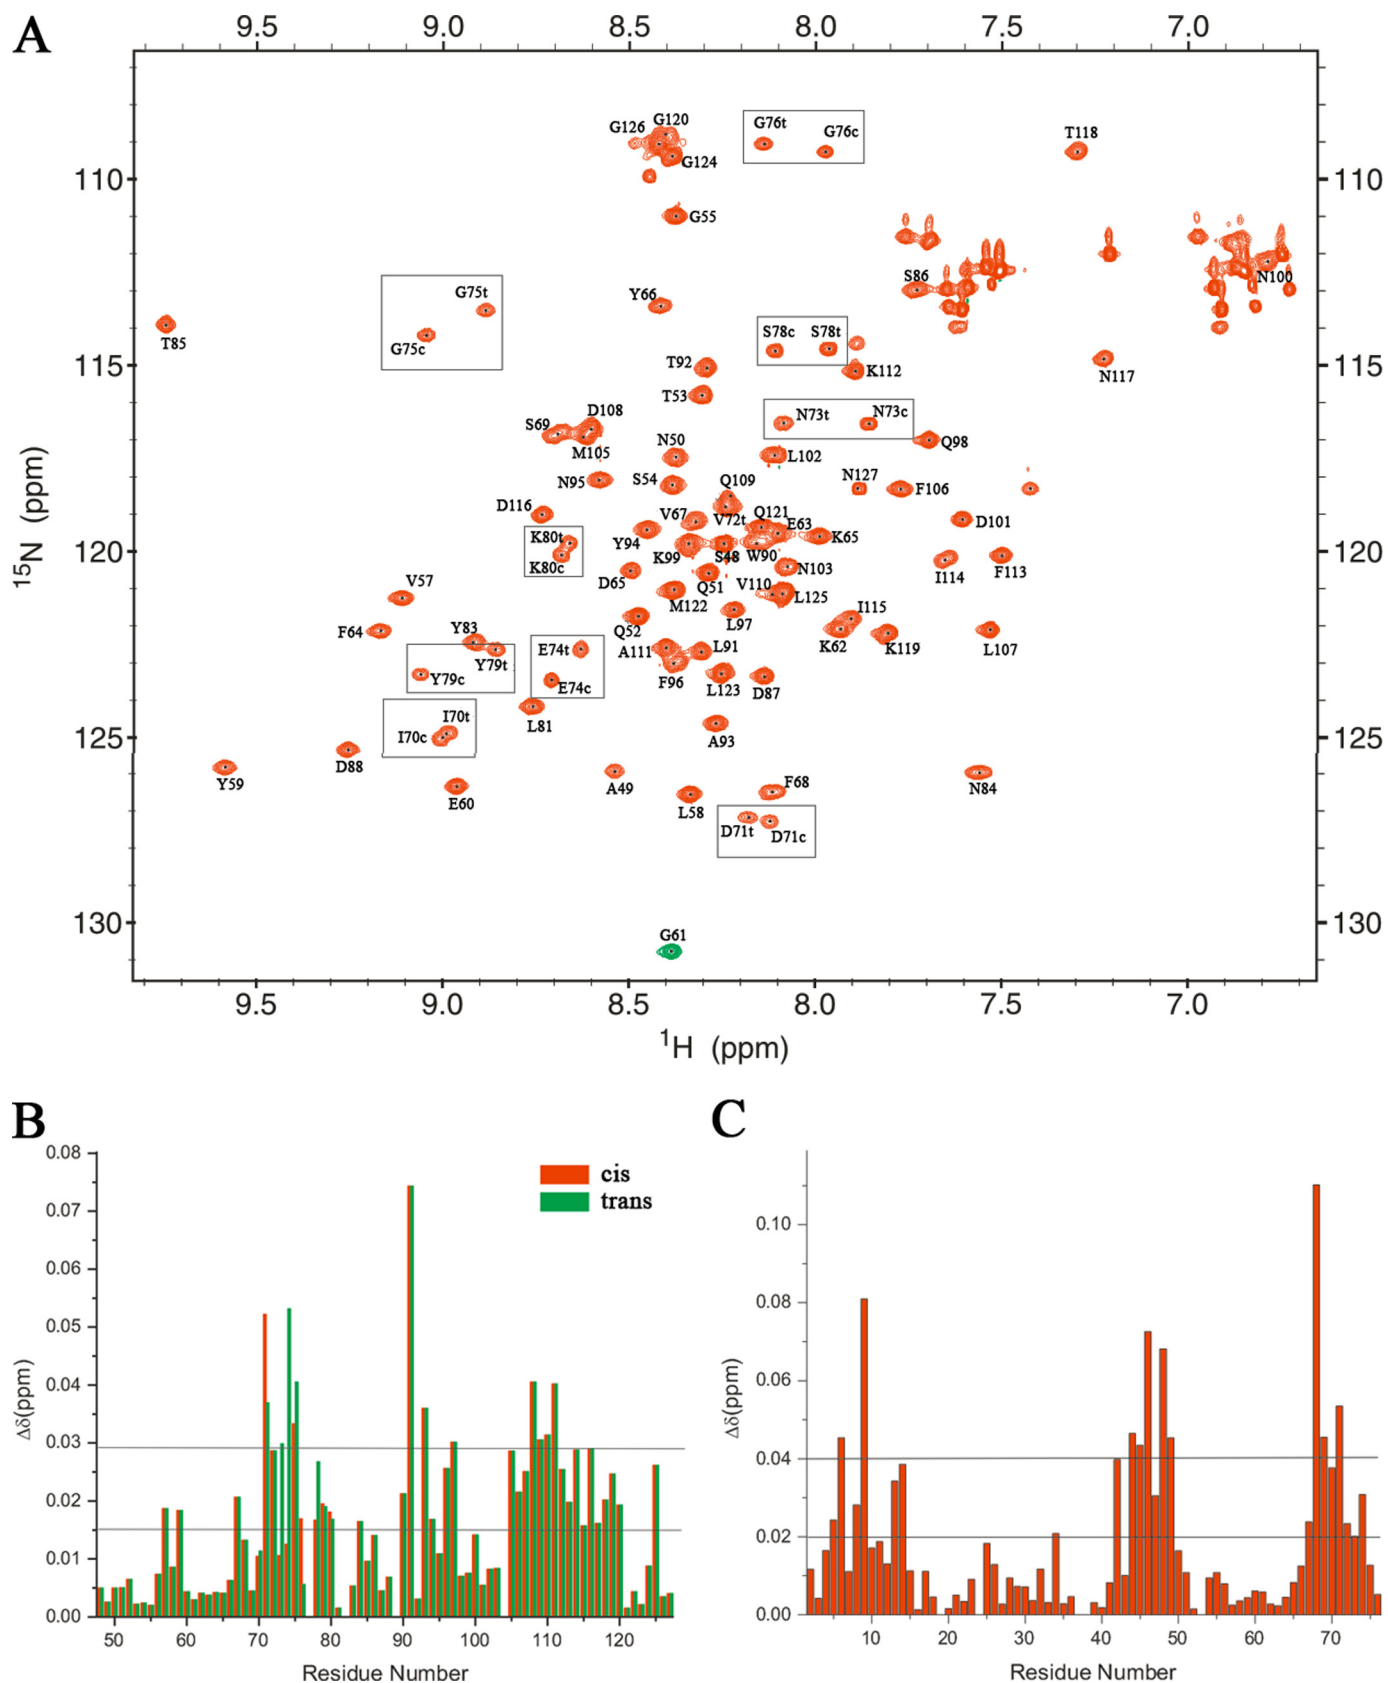 A
9.5 9.0 8.5 8.0 7.5 7.0
G126 G120 G76t G76c T118
G124
110 110
G55
G75t Y66 S86 N100
T85 G75c S78c S78t
115 115
T92 K112 N117
T53
D108 N73t N73c
S69 M105 N50 L102 Q98
N95 S54 Q109 N127 F106
D116 V67 V72t Q121 E63 D101
K80t Y94 K99 S48 W90 K65
120 120
K80c D65 Q51 V110 N103 I114 F113
V57 M122 L125
F64 Y83 Q52 L97 I115
Y79t E74t A111 L91 K62 K119 L107
Y79c E74c F96 L123 D87
I70t L81
I70c A93
125 125
Y59 D88 E60 A49 L58 F68 N84
D71t D71c
130 130
G61
15N (ppm)
9.5 9.0 8.5 8.0 7.5 7.0
1H (ppm)
B
0.08
0.07
0.06
0.05
0.04
0.03
0.02
0.01
0.00
Δδ(ppm)
cis
trans
50 60 70 80 90 100 110 120
Residue Number
C
0.10
0.08
0.06
0.04
0.02
0.00
Δδ(ppm)
10 20 30 40 50 60 70
Residue Number